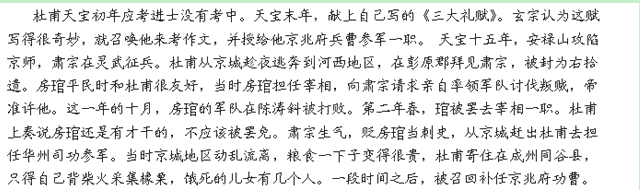 杜甫天宝初年应考进士没有考中。天宝末年，献上自己写的《三大礼赋》。玄宗认为这赋
写得很奇妙，就召唤他来考作文，并授给他京兆府兵曹参军一职。 天宝十五年，安禄山攻陷
京师，肃宗在灵武征兵。杜甫从京城趁夜逃奔到河西地区，在彭原郡拜见肃宗，被封为右拾
遗。房琯平民时和杜甫很友好，当时房琯担任宰相，向肃宗请求亲自率领军队讨伐叛贼，帝
准许他。这一年的十月，房琯的军队在陈涛斜被打败。第二年春，琯被罢去宰相一职。杜甫
上奏说房琯还是有才干的，不应该被罢免。肃宗生气，贬房琯当刺史，从京城赶出杜甫去担
任华州司功参军。当时京城地区动乱流离，粮食一下子变得很贵，杜甫寄住在成州同谷县，
只得自己背柴火采集橡栗，饿死的儿女有几个人。一段时间之后，被召回补任京兆府功曹。